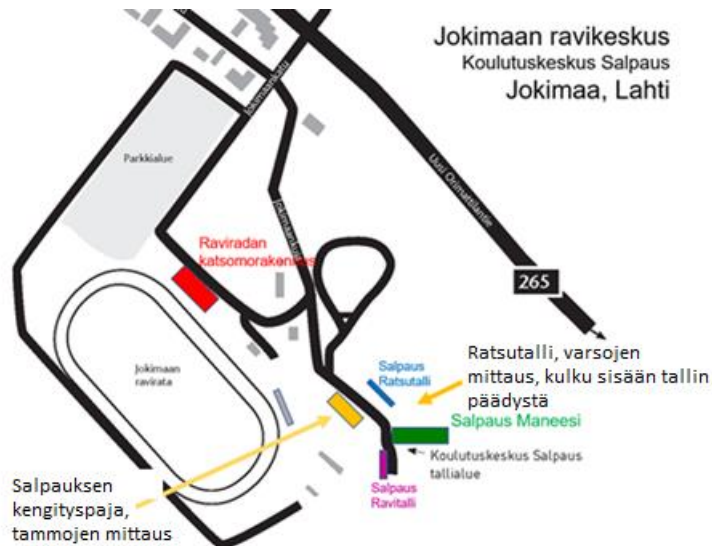 Jokimaan ravikeskus
Koulutuskeskus Salpaus
Jokimaa, Lahti
Jokimaankatu
Parkkialue
Uusi Orimattilantie
Raviradan
katsomorakennus
265
Jokimaan
ravirata
Salpaus
Ratsutalli
Ratsutalli, varsojen
mittaus, kulku sisään tallin
päädystä
Salpaus Maneesi
Koulutuskeskus Salpaus
tallialue
Salpaus
Ravitalli
Salpauksen
kengityspaja,
tammojen mittaus